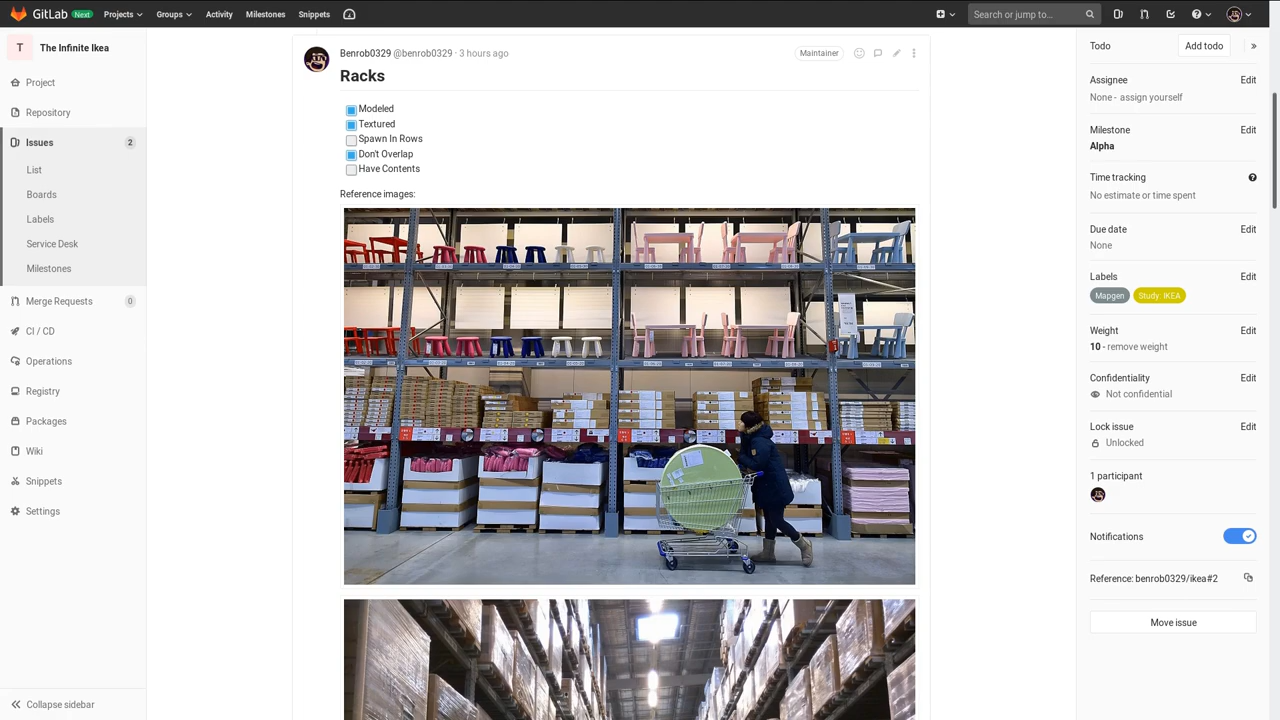 GitLab Next Projects Groups Activity Milestones Snippets Search or jump to…
T The Infinite Ikea
Project
Repository
Issues 2
List
Boards
Labels
Service Desk
Milestones
Merge Requests 0
CI / CD
Operations
Registry
Packages
Wiki
Snippets
Settings
Collapse sidebar
Benrob0329 @benrob0329 · 3 hours ago Maintainer
Racks
Modeled
Textured
Spawn In Rows
Don't Overlap
Have Contents
Reference images:
Todo Add todo
Assignee Edit
None - assign yourself
Milestone Edit
Alpha
Time tracking
No estimate or time spent
Due date Edit
None
Labels Edit
Mapgen Study: IKEA
Weight Edit
10 - remove weight
Confidentiality Edit
Not confidential
Lock issue Edit
Unlocked
1 participant
Notifications
Reference: benrob0329/ikea#2
Move issue